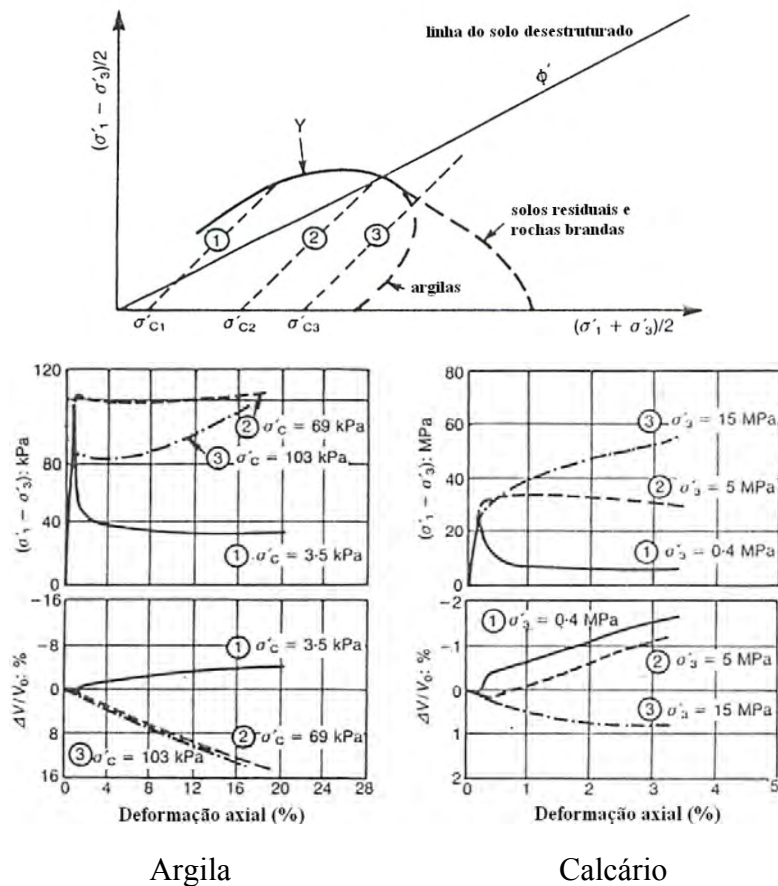 linha do solo desestruturado
(σ′₁ − σ′₃)/2
ϕ′
Y
solos residuais e
rochas brandas
1
2
3
argilas
σ′C1
σ′C2
σ′C3
(σ′₁ + σ′₃)/2
120
80
40
0
(σ′₁ − σ′₃): kPa
2 σ′C = 69 kPa
3 σ′C = 103 kPa
1 σ′C = 3·5 kPa
-16
-8
0
8
16
ΔV/V₀: %
1 σ′C = 3·5 kPa
2 σ′C = 69 kPa
3 σ′C = 103 kPa
0 4 8 12 16 20 24 28
Deformação axial (%)
80
60
40
20
0
(σ′₁ − σ′₃): MPa
3 σ′₃ = 15 MPa
2 σ′₃ = 5 MPa
1 σ′₃ = 0·4 MPa
-2
-1
0
1
2
ΔV/V₀: %
1 σ′₃ = 0·4 MPa
2 σ′₃ = 5 MPa
3 σ′₃ = 15 MPa
0 1 2 3 4 5
Deformação axial (%)
Argila
Calcário